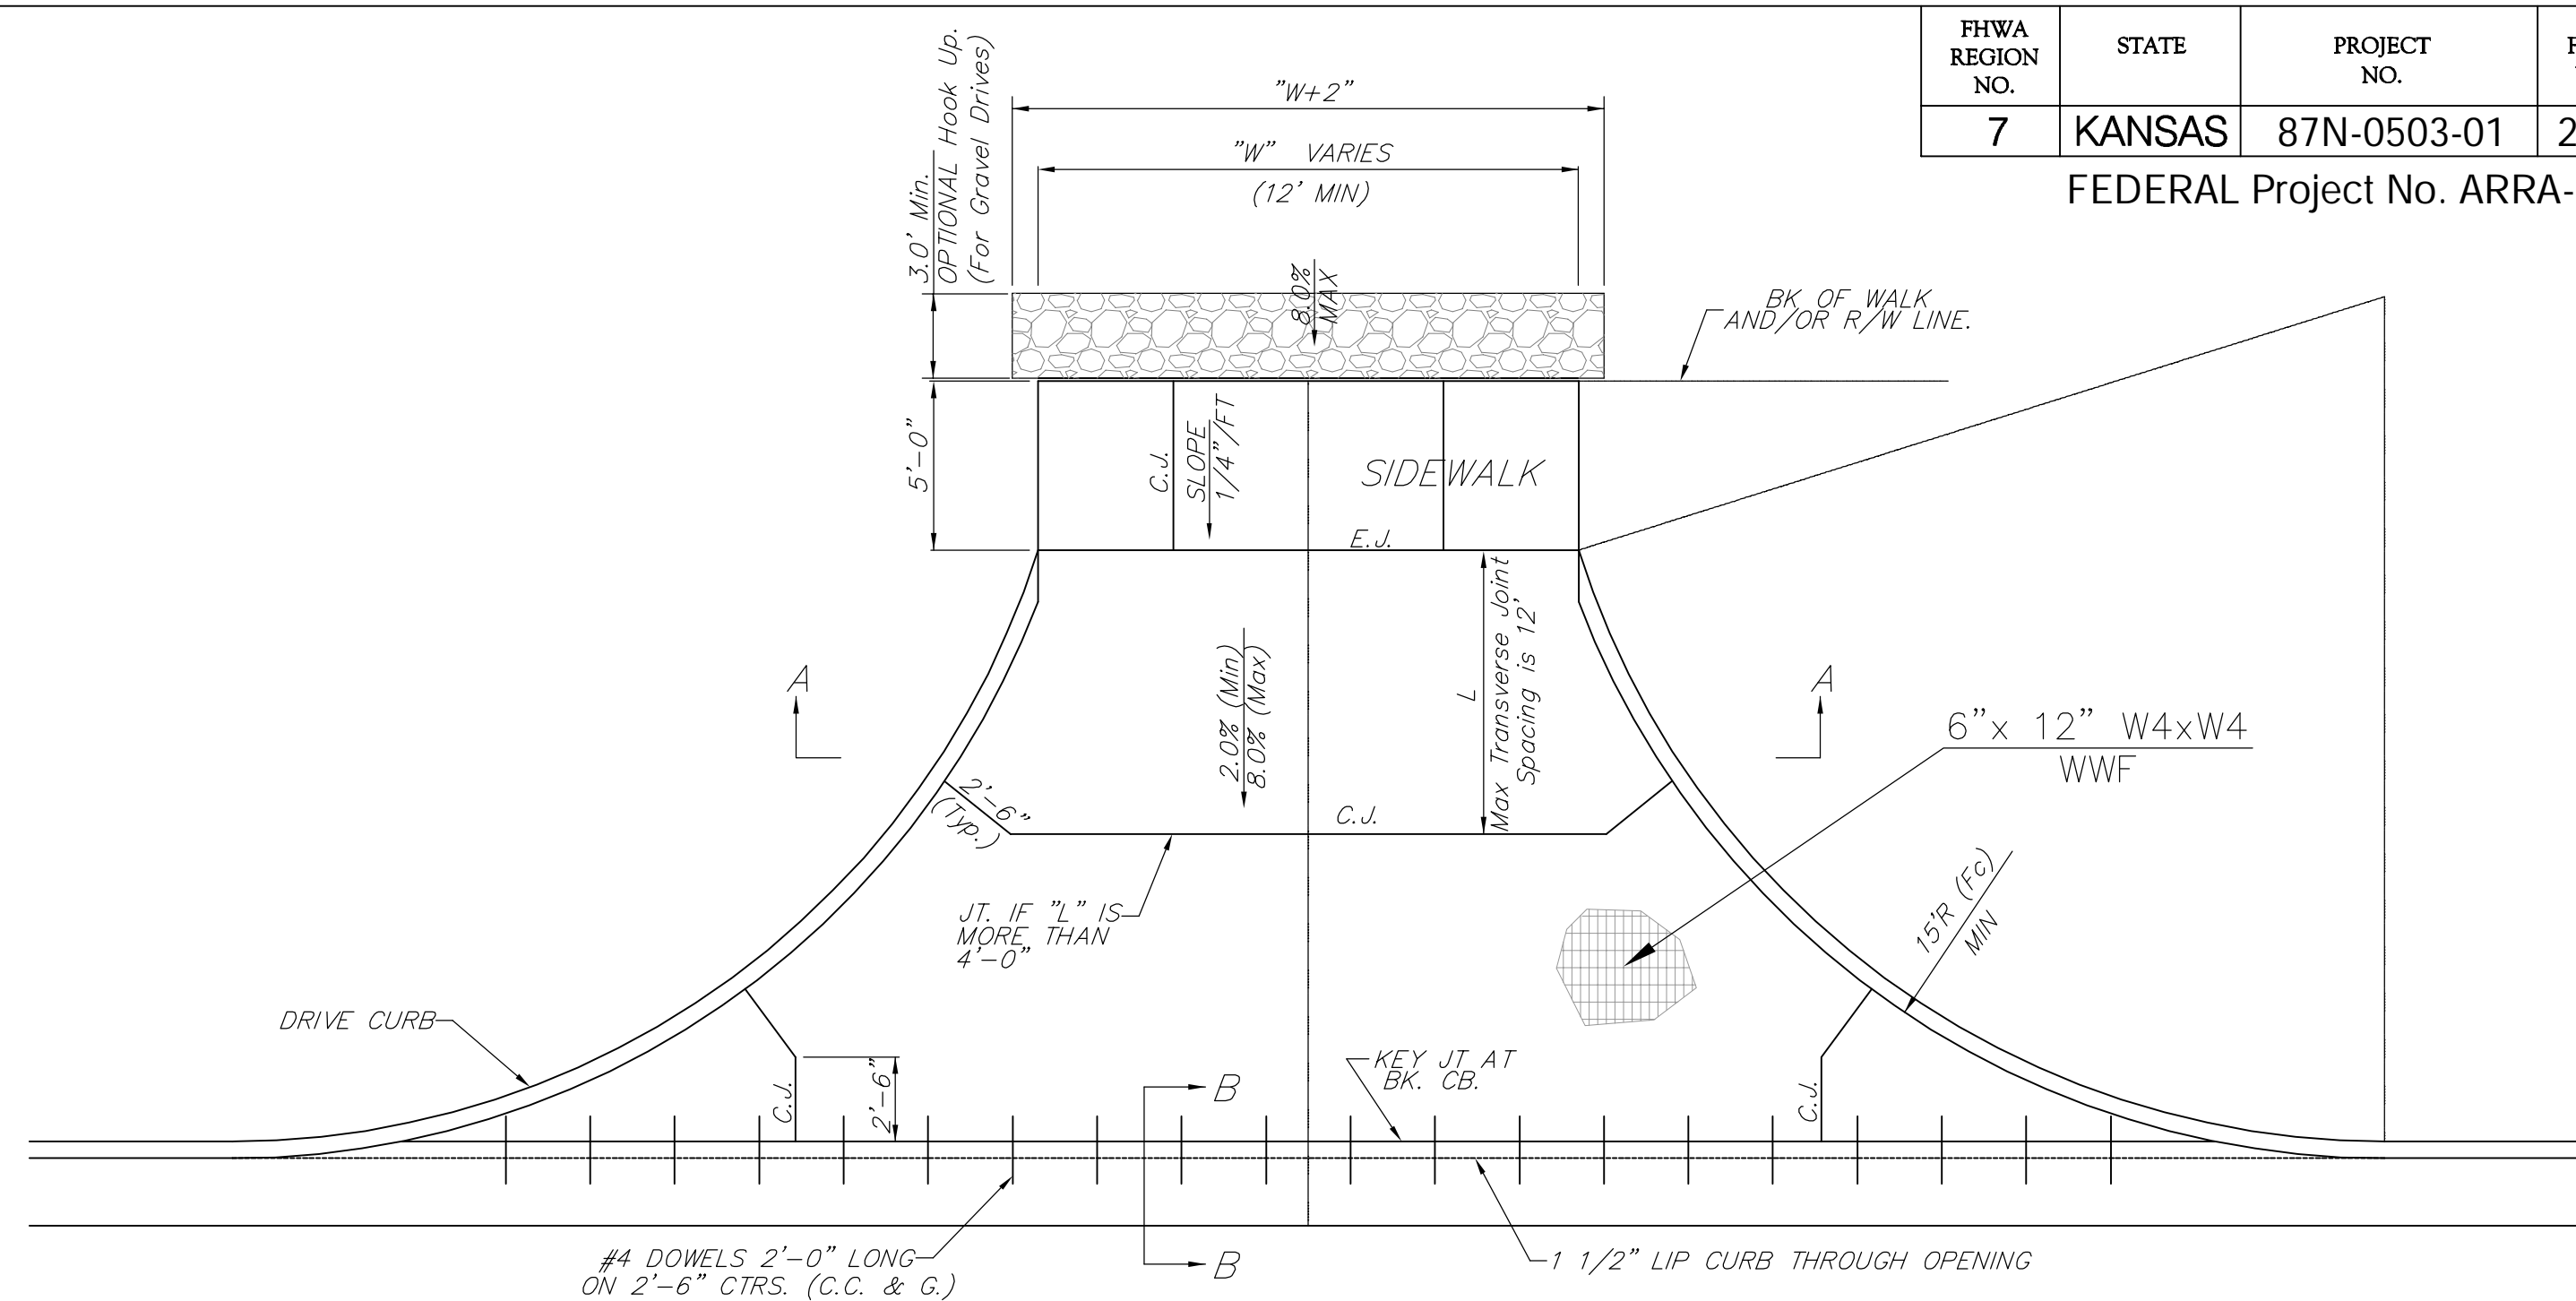 FHWA
REGION
NO.
STATE
PROJECT
NO.
7
KANSAS
87N-0503-01
FEDERAL Project No. ARRA-
"W+2"
"W" VARIES
(12' MIN)
3.0' Min.
OPTIONAL Hook Up.
(For Gravel Drives)
8.0%
MAX
BK OF WALK
AND/OR R/W LINE.
5'-0"
C.J.
SLOPE
1/4"/FT
SIDEWALK
E.J.
L
Max Transverse Joint
Spacing is 12'
2.0% (Min)
8.0% (Max)
A
A
6"x 12" W4xW4
WWF
2'-6"
(Typ.)
C.J.
JT. IF "L" IS
MORE THAN
4'-0"
15'R (Fc)
MIN
DRIVE CURB
C.J.
2'-6"
KEY JT AT
BK. CB.
C.J.
B
B
#4 DOWELS 2'-0" LONG
ON 2'-6" CTRS. (C.C. & G.)
1 1/2" LIP CURB THROUGH OPENING